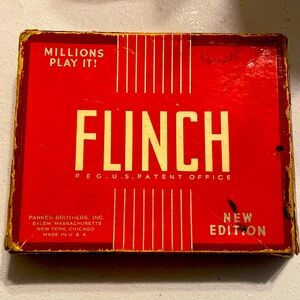 MILLIONS
PLAY IT!
FLINCH
REG. U.S. PATENT OFFICE
PARKER BROTHERS, INC.
SALEM, MASSACHUSETTS
NEW YORK, CHICAGO
MADE IN U.S.A
NEW
EDITION